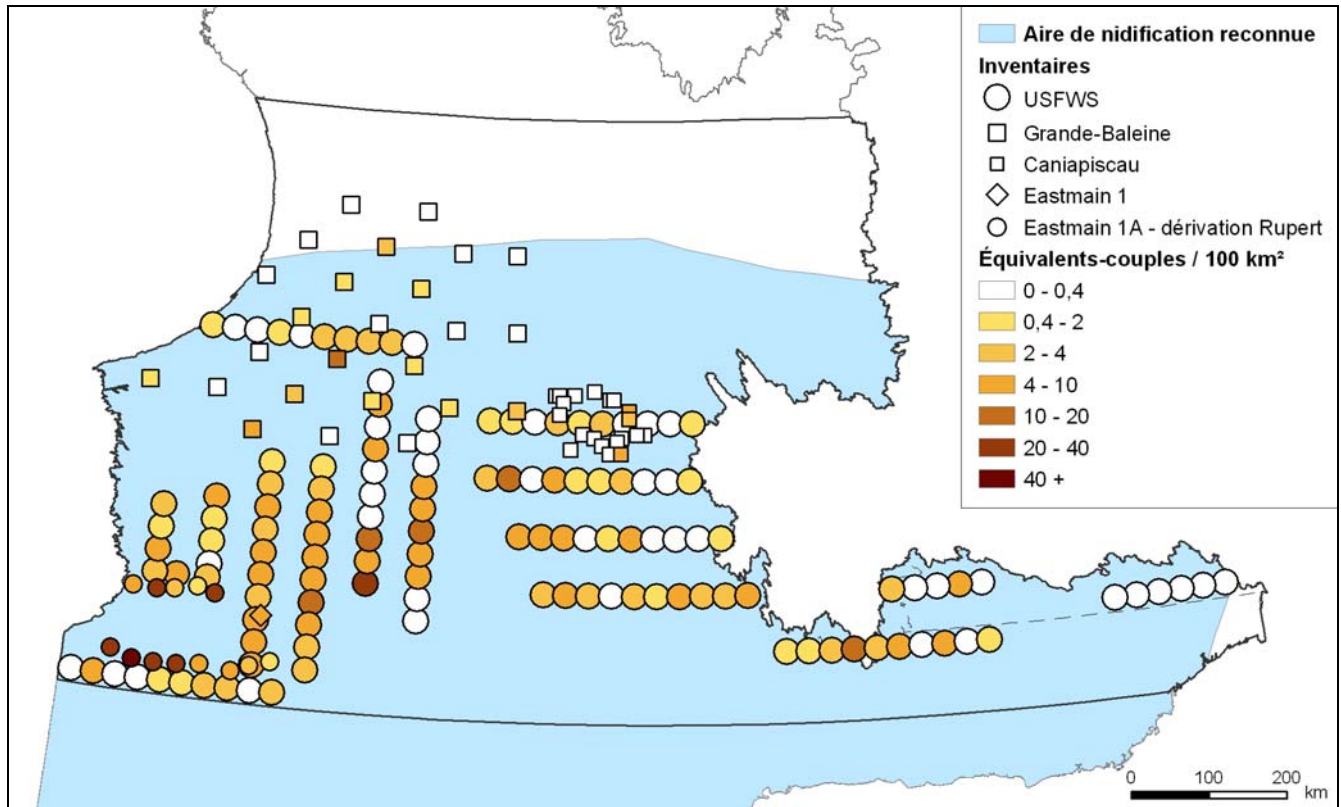 Aire de nidification reconnue
Inventaires
USFWS
Grande-Baleine
Caniapiscau
Eastmain 1
Eastmain 1A - dérivation Rupert
Équivalents-couples / 100 km²
0 - 0,4
0,4 - 2
2 - 4
4 - 10
10 - 20
20 - 40
40 +
0 100 200
km